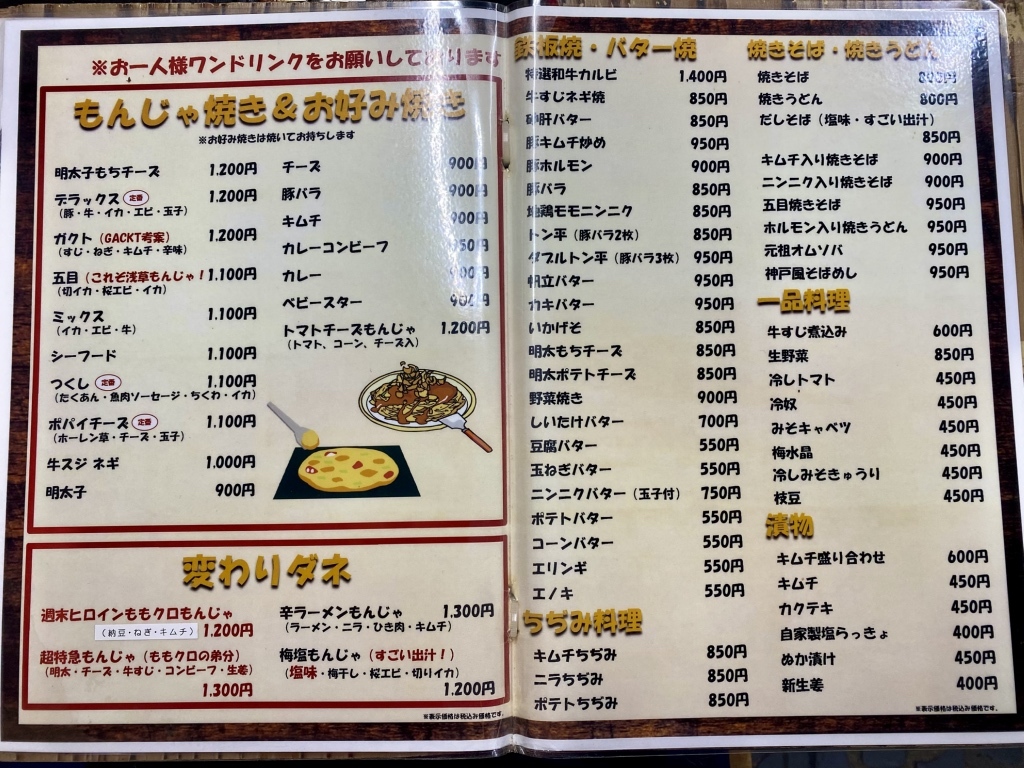 ※お一人様ワンドリンクをお願いしております
もんじゃ焼き＆お好み焼き
※お好み焼きは焼いてお持ちします
明太子もちチーズ 1.200円
デラックス 定番 1.200円
（豚・牛・イカ・エビ・玉子）
ガクト（GACKT考案） 1.200円
（すじ・ねぎ・キムチ・辛味）
五目（これぞ浅草もんじゃ！ 1.100円
（切イカ・桜エビ・イカ）
ミックス 1.100円
（イカ・エビ・牛）
シーフード 1.100円
つくし 定番 1.100円
（たくあん・魚肉ソーセージ・ちくわ・イカ）
ポパイチーズ 定番 1.100円
（ホーレン草・チーズ・玉子）
牛スジ ネギ 1.000円
明太子 900円
チーズ 900円
豚バラ 900円
キムチ 900円
カレーコンビーフ 950円
カレー 900円
ベビースター 900円
トマトチーズもんじゃ 1.200円
（トマト、コーン、チーズ入）
変わりダネ
週末ヒロインももクロもんじゃ
（納豆・ねぎ・キムチ） 1.200円
超特急もんじゃ（ももクロの弟分）
（明太・チーズ・牛すじ・コンビーフ・生姜）
1.300円
辛ラーメンもんじゃ 1.300円
（ラーメン・ニラ・ひき肉・キムチ）
梅塩もんじゃ（すごい出汁！）
（塩味・梅干し・桜エビ・切りイカ）
1.200円
※表示価格は税込み価格です。
鉄板焼・バター焼
特選和牛カルビ 1.400円
牛すじネギ焼 850円
砂肝バター 850円
豚キムチ炒め 950円
豚ホルモン 900円
豚バラ 850円
地鶏モモニンニク 850円
トン平（豚バラ2枚） 850円
ダブルトン平（豚バラ3枚） 950円
帆立バター 950円
カキバター 950円
いかげそ 850円
明太もちチーズ 850円
明太ポテトチーズ 850円
野菜焼き 900円
しいたけバター 700円
豆腐バター 550円
玉ねぎバター 550円
ニンニクバター（玉子付） 750円
ポテトバター 550円
コーンバター 550円
エリンギ 550円
エノキ 550円
ちぢみ料理
キムチちぢみ 850円
ニラちぢみ 850円
ポテトちぢみ 850円
焼きそば・焼きうどん
焼きそば 800円
焼きうどん 800円
だしそば（塩味・すごい出汁）
850円
キムチ入り焼きそば 900円
ニンニク入り焼きそば 900円
五目焼きそば 950円
ホルモン入り焼きうどん 950円
元祖オムソバ 950円
神戸風そばめし 950円
一品料理
牛すじ煮込み 600円
生野菜 850円
冷しトマト 450円
冷奴 450円
みそキャベツ 450円
梅水晶 450円
冷しみそきゅうり 450円
枝豆 450円
漬物
キムチ盛り合わせ 600円
キムチ 450円
カクテキ 450円
自家製塩らっきょ 400円
ぬか漬け 450円
新生姜 400円
※表示価格は税込み価格です。